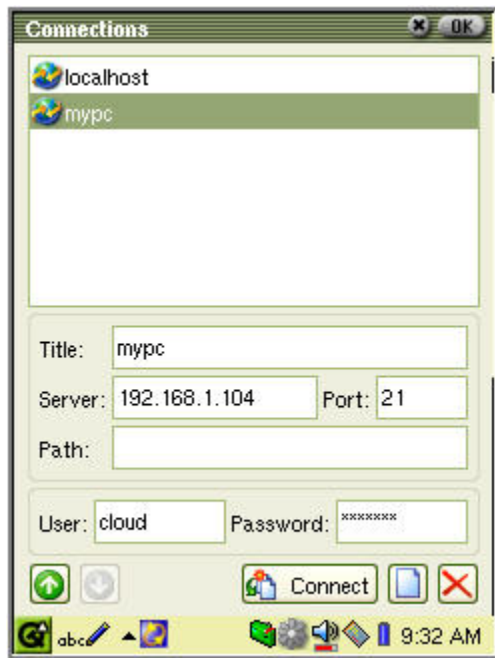 Connections OK
localhost
mypc
Title: mypc
Server: 192.168.1.104 Port: 21
Path:
User: cloud Password: *******
Connect
abc 9:32 AM